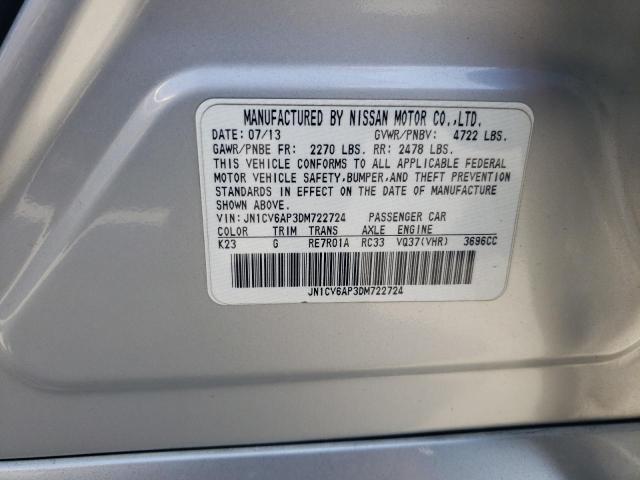 MANUFACTURED BY NISSAN MOTOR CO.,LTD.
DATE: 07/13 GVWR/PNBV: 4722 LBS.
GAWR/PNBE FR: 2270 LBS. RR: 2478 LBS.
THIS VEHICLE CONFORMS TO ALL APPLICABLE FEDERAL
MOTOR VEHICLE SAFETY,BUMPER,AND THEFT PREVENTION
STANDARDS IN EFFECT ON THE DATE OF MANUFACTURE
SHOWN ABOVE.
VIN: JN1CV6AP3DM722724 PASSENGER CAR
COLOR TRIM TRANS AXLE ENGINE
K23 G RE7R01A RC33 VQ37(VHR) 3696CC
JN1CV6AP3DM722724